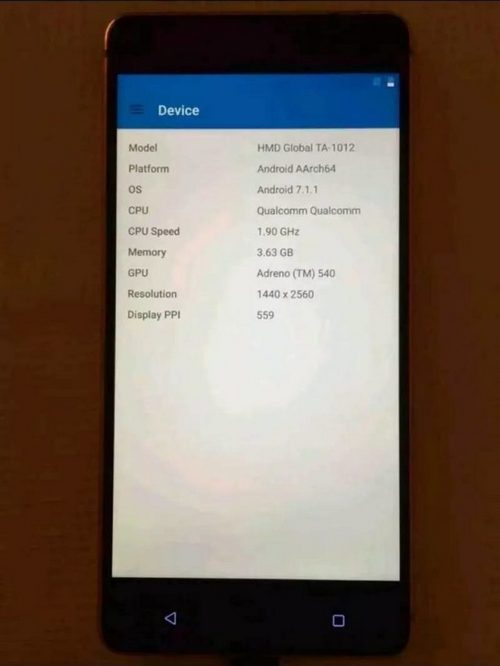 Device
Model HMD Global TA-1012
Platform Android AArch64
OS Android 7.1.1
CPU Qualcomm Qualcomm
CPU Speed 1.90 GHz
Memory 3.63 GB
GPU Adreno (TM) 540
Resolution 1440 x 2560
Display PPI 559